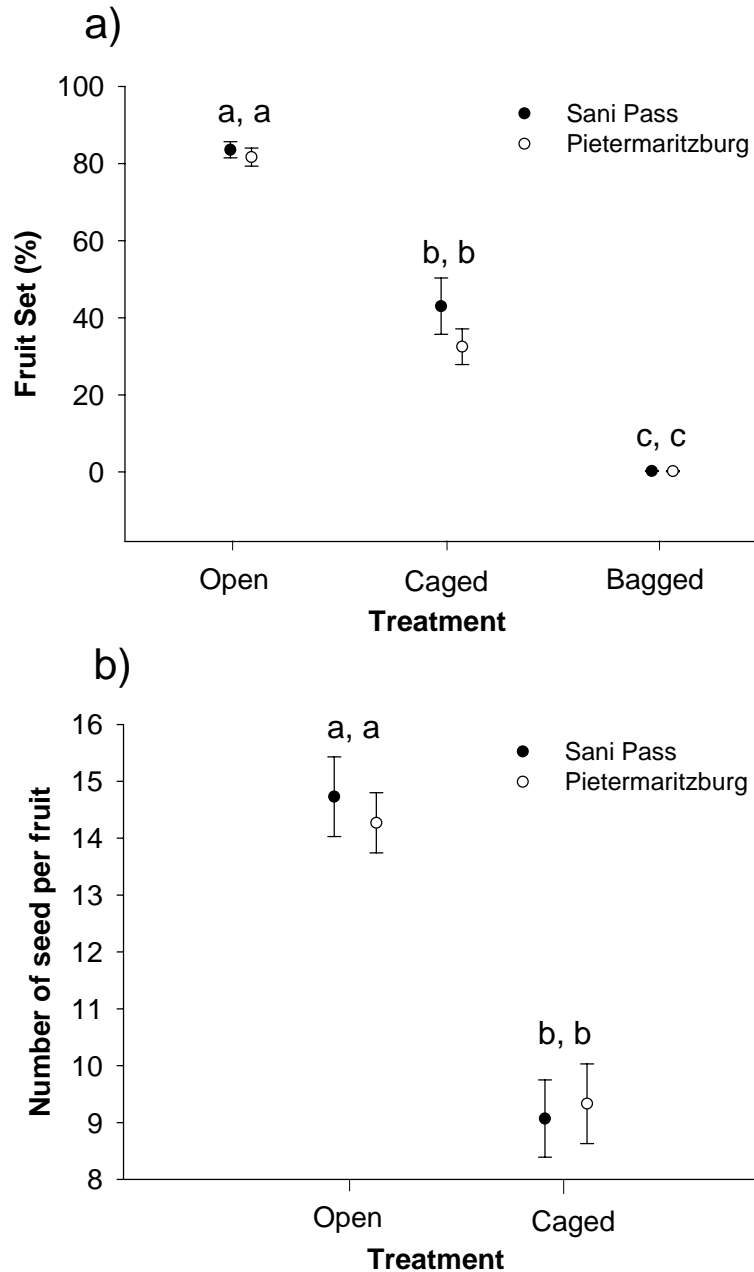 a)
100
80
60
40
20
0
Fruit Set (%)
a, a
b, b
c, c
Sani Pass
Pietermaritzburg
Open Caged Bagged
Treatment
b)
16
15
14
13
12
11
10
9
8
Number of seed per fruit
a, a
b, b
Sani Pass
Pietermaritzburg
Open Caged
Treatment